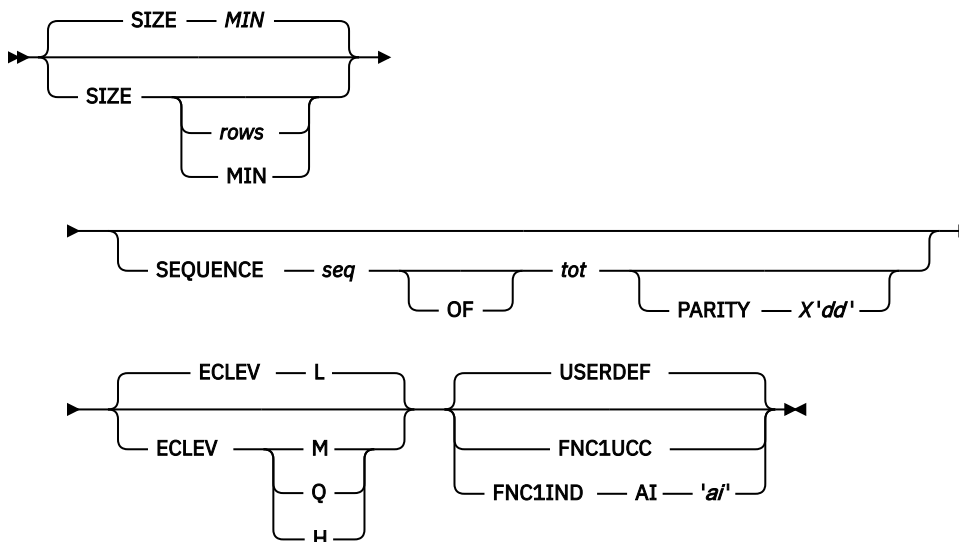 SIZE MIN
SIZE
rows
MIN
SEQUENCE seq tot
OF PARITY X'dd'
ECLEV L USERDEF
ECLEV M FNC1UCC
Q FNC1IND AI 'ai'
H